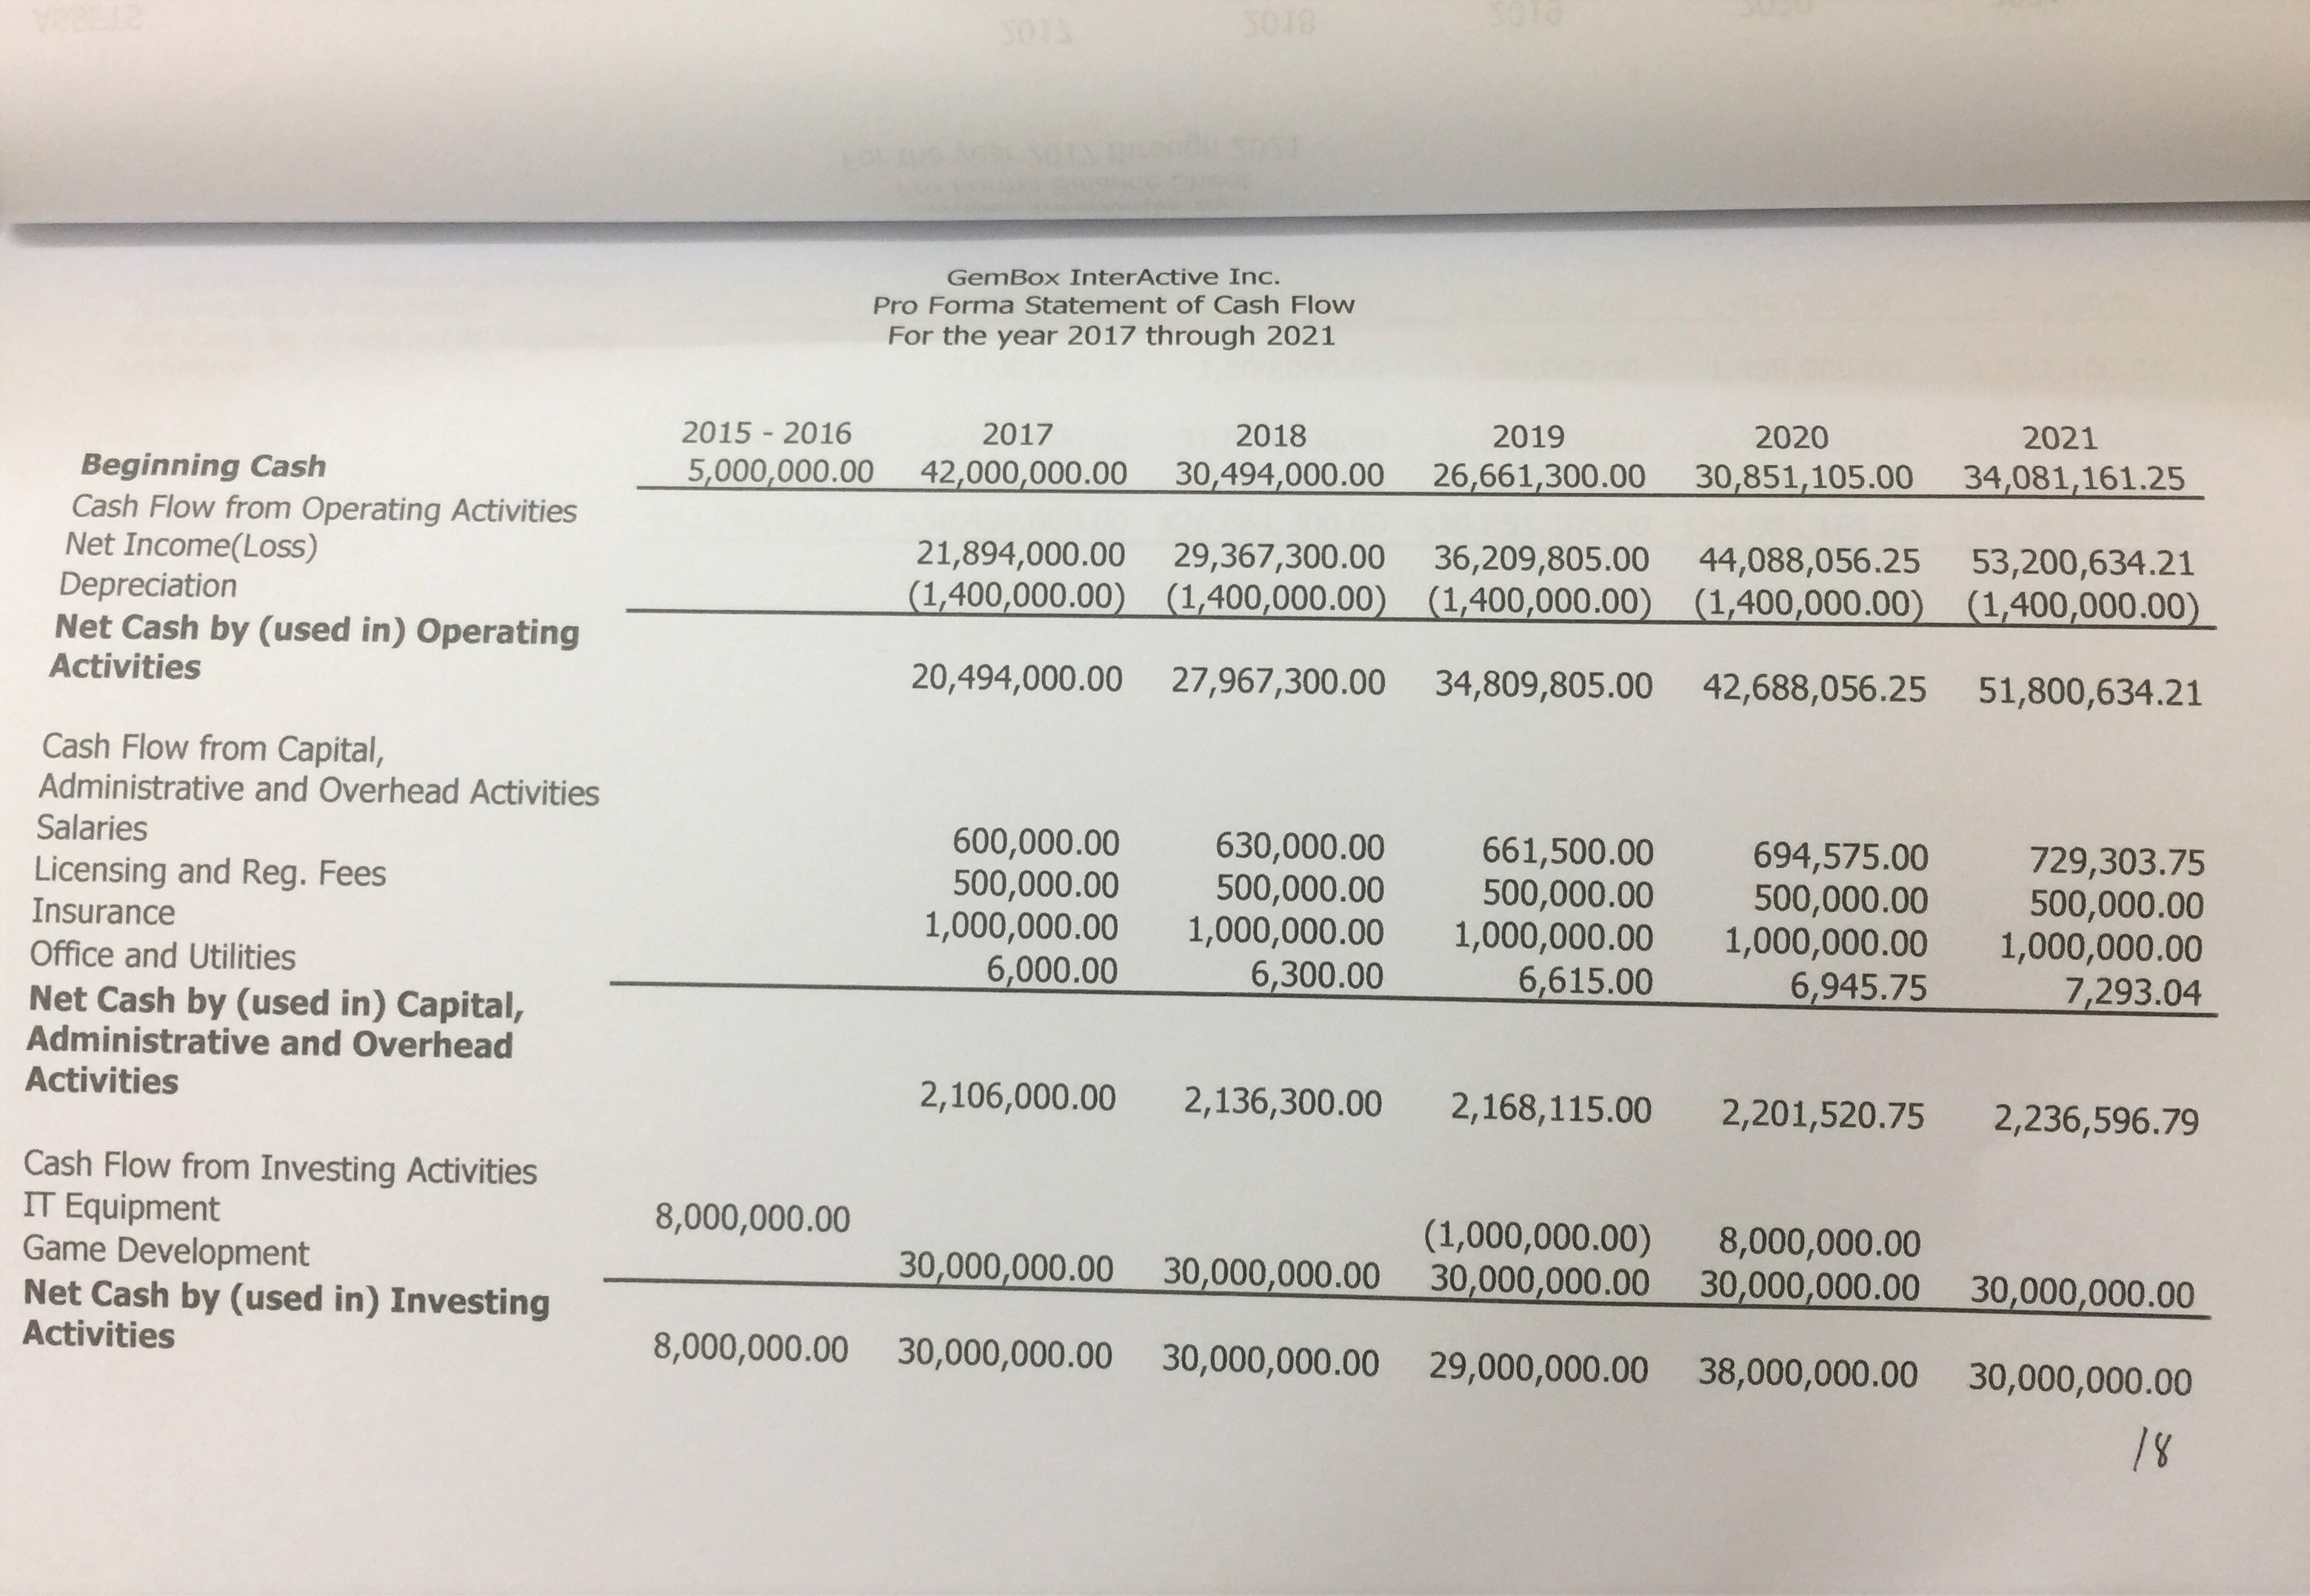 GemBox InterActive Inc.
Pro Forma Statement of Cash Flow
For the year 2017 through 2021
2015 - 2016 2017 2018 2019 2020 2021
Beginning Cash 5,000,000.00 42,000,000.00 30,494,000.00 26,661,300.00 30,851,105.00 34,081,161.25
Cash Flow from Operating Activities
Net Income(Loss) 21,894,000.00 29,367,300.00 36,209,805.00 44,088,056.25 53,200,634.21
Depreciation (1,400,000.00) (1,400,000.00) (1,400,000.00) (1,400,000.00) (1,400,000.00)
Net Cash by (used in) Operating
Activities 20,494,000.00 27,967,300.00 34,809,805.00 42,688,056.25 51,800,634.21
Cash Flow from Capital,
Administrative and Overhead Activities
Salaries 600,000.00 630,000.00 661,500.00 694,575.00 729,303.75
Licensing and Reg. Fees 500,000.00 500,000.00 500,000.00 500,000.00 500,000.00
Insurance 1,000,000.00 1,000,000.00 1,000,000.00 1,000,000.00 1,000,000.00
Office and Utilities 6,000.00 6,300.00 6,615.00 6,945.75 7,293.04
Net Cash by (used in) Capital,
Administrative and Overhead
Activities 2,106,000.00 2,136,300.00 2,168,115.00 2,201,520.75 2,236,596.79
Cash Flow from Investing Activities
IT Equipment 8,000,000.00 (1,000,000.00) 8,000,000.00
Game Development 30,000,000.00 30,000,000.00 30,000,000.00 30,000,000.00 30,000,000.00
Net Cash by (used in) Investing
Activities 8,000,000.00 30,000,000.00 30,000,000.00 29,000,000.00 38,000,000.00 30,000,000.00
18